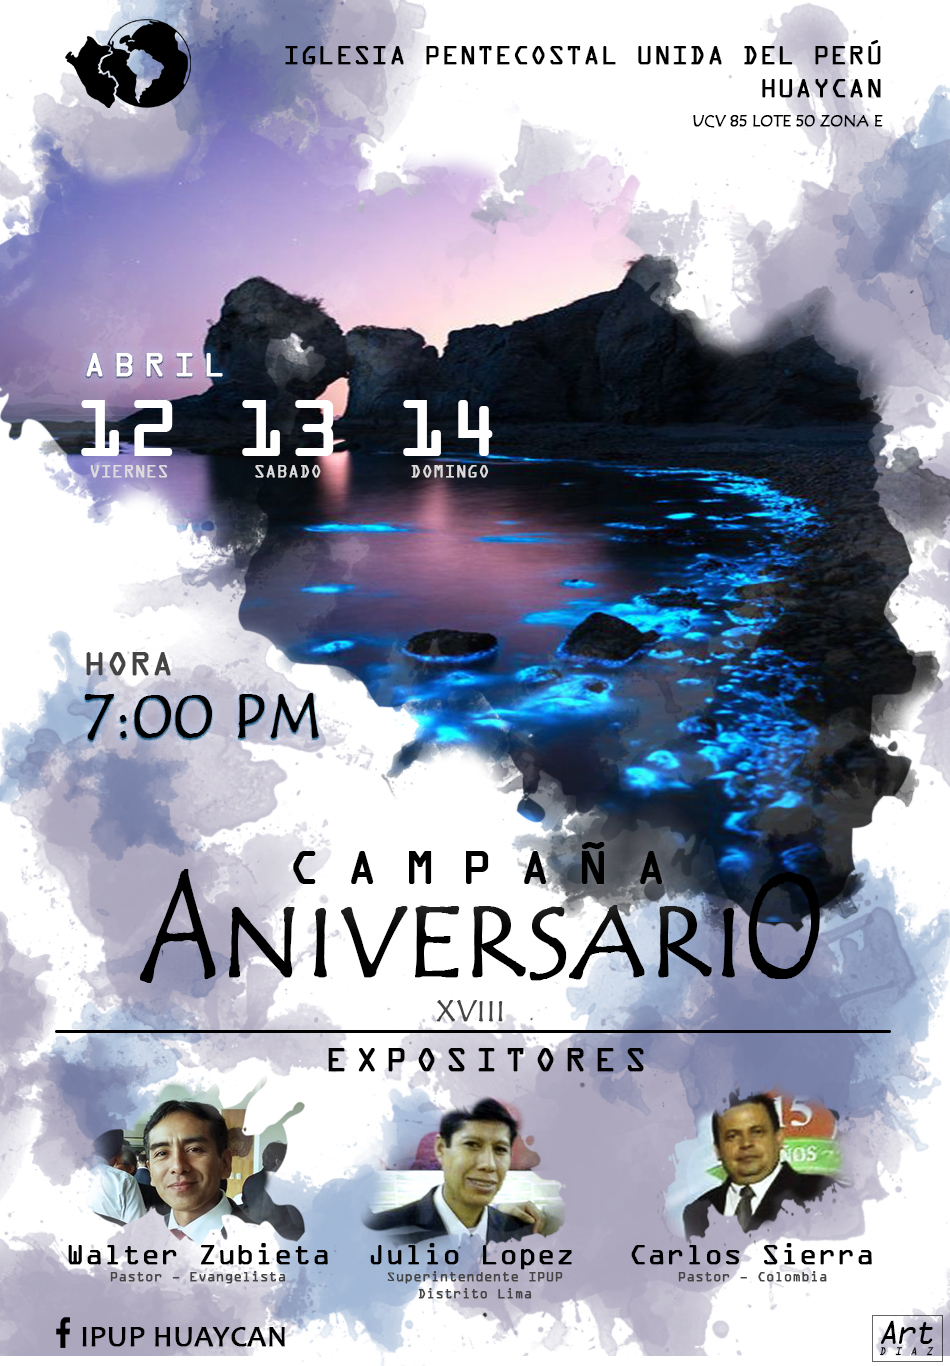 IGLESIA PENTECOSTAL UNIDA DEL PERÚ
HUAYCAN
UCV 85 LOTE 50 ZONA E
ABRIL
12 13 14
VIERNES SABADO DOMINGO
HORA
7:00 PM
CAMPAÑA
ANIVERSARIO
XVIII
EXPOSITORES
15
ÑOS
Walter Zubieta
Pastor - Evangelista
Julio Lopez
Superintendente IPUP
Distrito Lima
Carlos Sierra
Pastor - Colombia
f IPUP HUAYCAN
Art
DIAZ